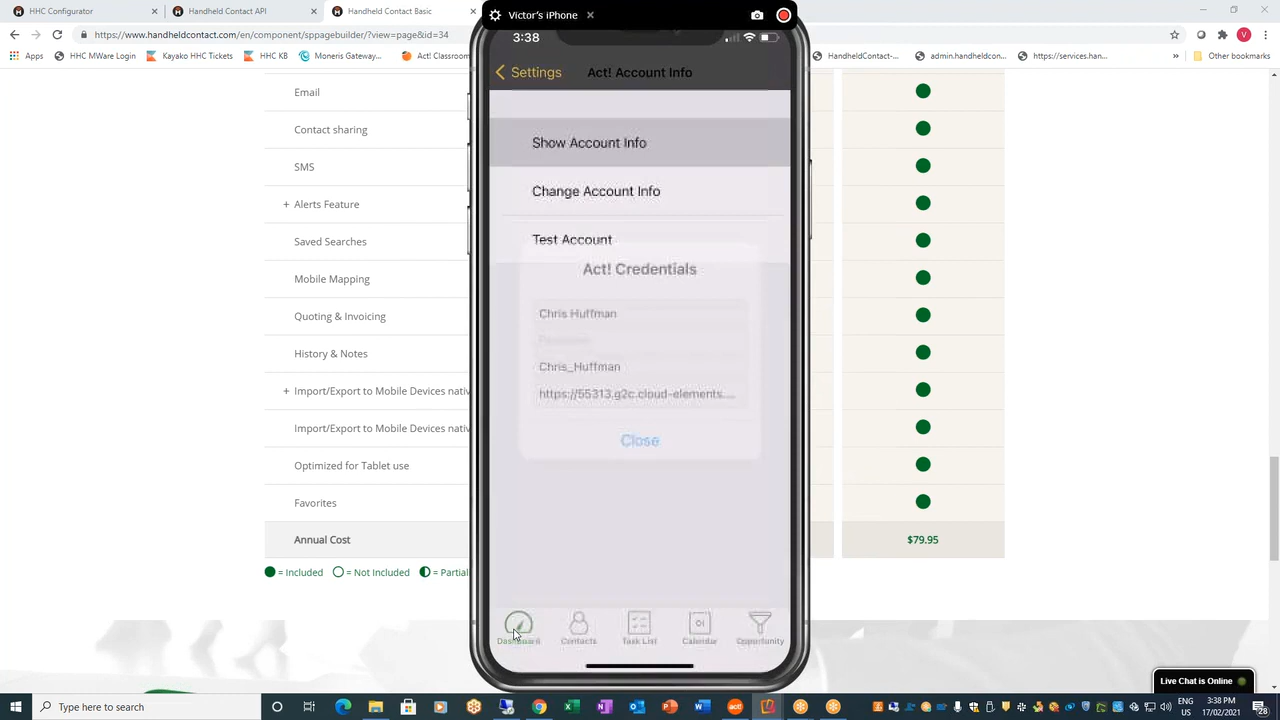 HHC Configurator
Handheld Contact API
Handheld Contact Basic
Victor's iPhone
https://www.handheldcontact.com/en/component/sppagebuilder/?view=page&id=34
Apps
HHC MWare Login
Kayako HHC Tickets
HHC KB
Moneris Gateway...
Act! Classroom
HandheldContact-...
admin.handheldcon...
https://services.han...
»
Other bookmarks
3:38
Settings
Act! Account Info
Show Account Info
Change Account Info
Test Account
Act! Credentials
Chris Huffman
Password
Chris_Huffman
https://55313.g2c.cloud-elements....
Close
Dashboard
Contacts
Task List
Calendar
Opportunity
Email
Contact sharing
SMS
+ Alerts Feature
Saved Searches
Mobile Mapping
Quoting & Invoicing
History & Notes
+ Import/Export to Mobile Devices nativ
Import/Export to Mobile Devices nativ
Optimized for Tablet use
Favorites
Annual Cost
$79.95
= Included
= Not Included
= Partial
Live Chat is Online
Type here to search
ENG
US
3:38 PM
17/02/2021